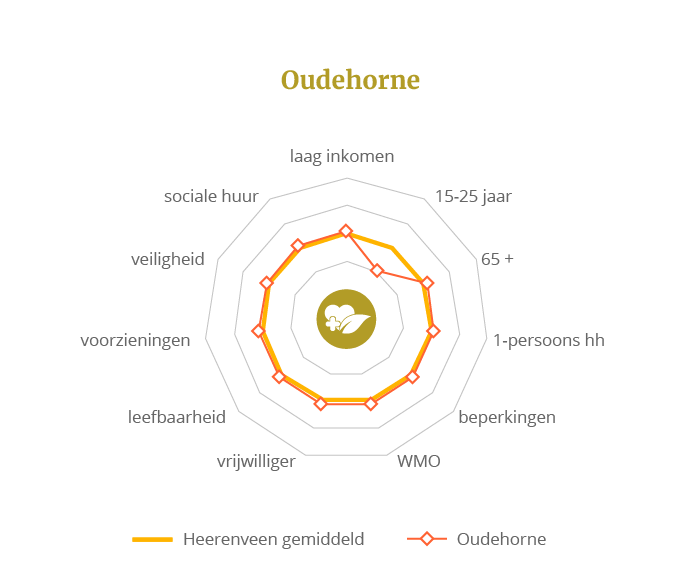 Oudehorne
laag inkomen
sociale huur
15-25 jaar
veiligheid
65 +
voorzieningen
1-persoons hh
leefbaarheid
beperkingen
vrijwilliger
WMO
Heerenveen gemiddeld
Oudehorne